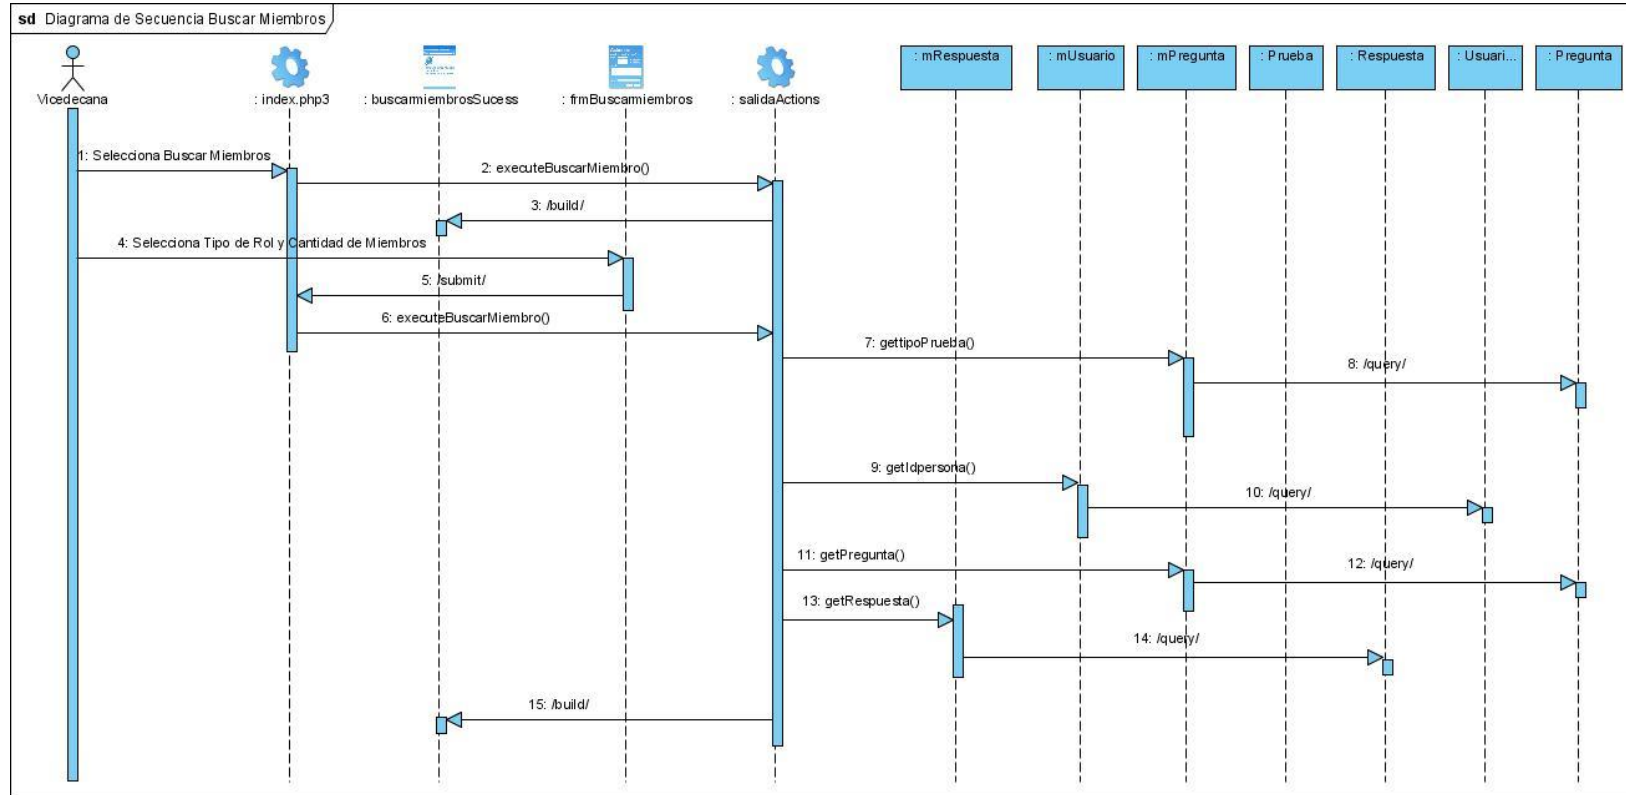 sd Diagrama de Secuencia Buscar Miembros
Vicedecana
: index.php3
: buscarmiembrosSucess
: frmBuscarmiembros
: salidaActions
: mRespuesta
: mUsuario
: mPregunta
: Prueba
: Respuesta
: Usuari...
: Pregunta
1: Selecciona Buscar Miembros
2: executeBuscarMiembro()
3: /build/
4: Selecciona Tipo de Rol y Cantidad de Miembros
5: /submit/
6: executeBuscarMiembro()
7: gettipoPrueba()
8: /query/
9: getIdpersona()
10: /query/
11: getPregunta()
12: /query/
13: getRespuesta()
14: /query/
15: /build/